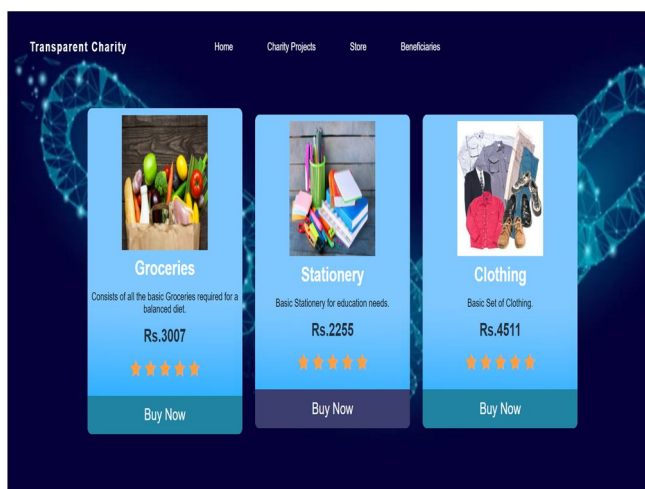 Transparent Charity
Home
Charity Projects
Store
Beneficiaries
Groceries
Consists of all the basic Groceries required for a
balanced diet.
Rs.3007
Buy Now
Stationery
Basic Stationery for education needs.
Rs.2255
Buy Now
Clothing
Basic Set of Clothing.
Rs.4511
Buy Now